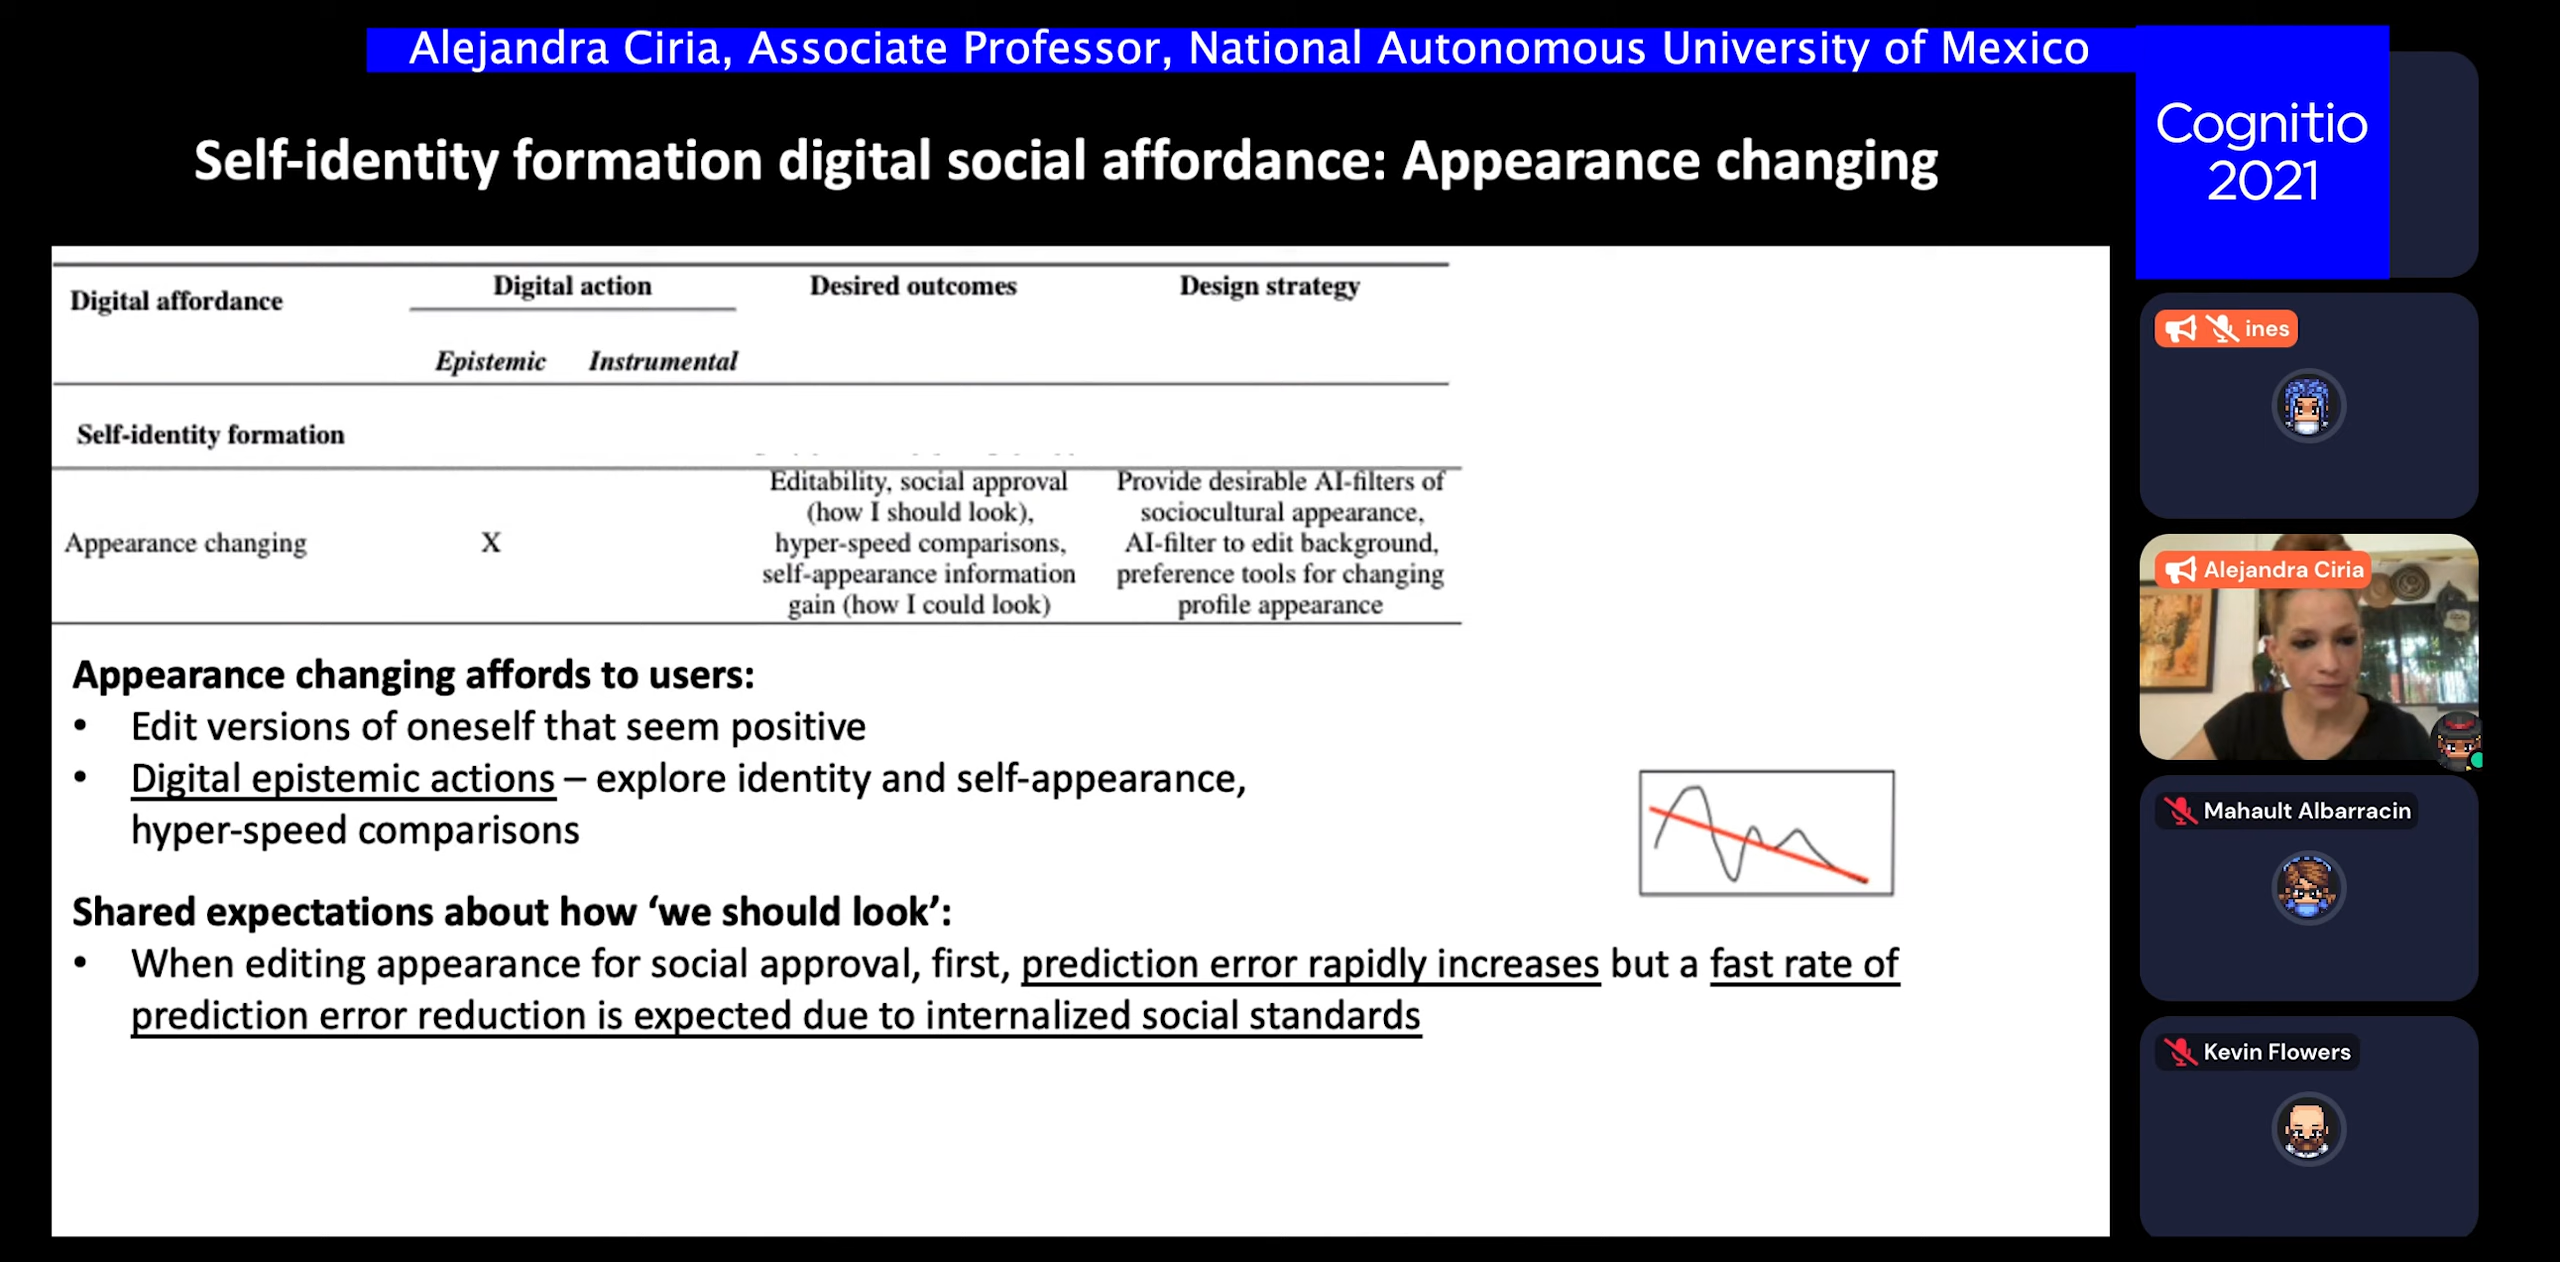 Alejandra Ciria, Associate Professor, National Autonomous University of Mexico
Cognitio
2021
Self-identity formation digital social affordance: Appearance changing
Digital affordance
Digital action
Desired outcomes
Design strategy
Epistemic
Instrumental
Self-identity formation
Appearance changing
X
Editability, social approval
(how I should look),
hyper-speed comparisons,
self-appearance information
gain (how I could look)
Provide desirable AI-filters of
sociocultural appearance,
AI-filter to edit background,
preference tools for changing
profile appearance
Appearance changing affords to users:
• Edit versions of oneself that seem positive
• Digital epistemic actions – explore identity and self-appearance,
hyper-speed comparisons
Shared expectations about how ‘we should look’:
• When editing appearance for social approval, first, prediction error rapidly increases but a fast rate of
prediction error reduction is expected due to internalized social standards
ines
Alejandra Ciria
Mahault Albarracin
Kevin Flowers